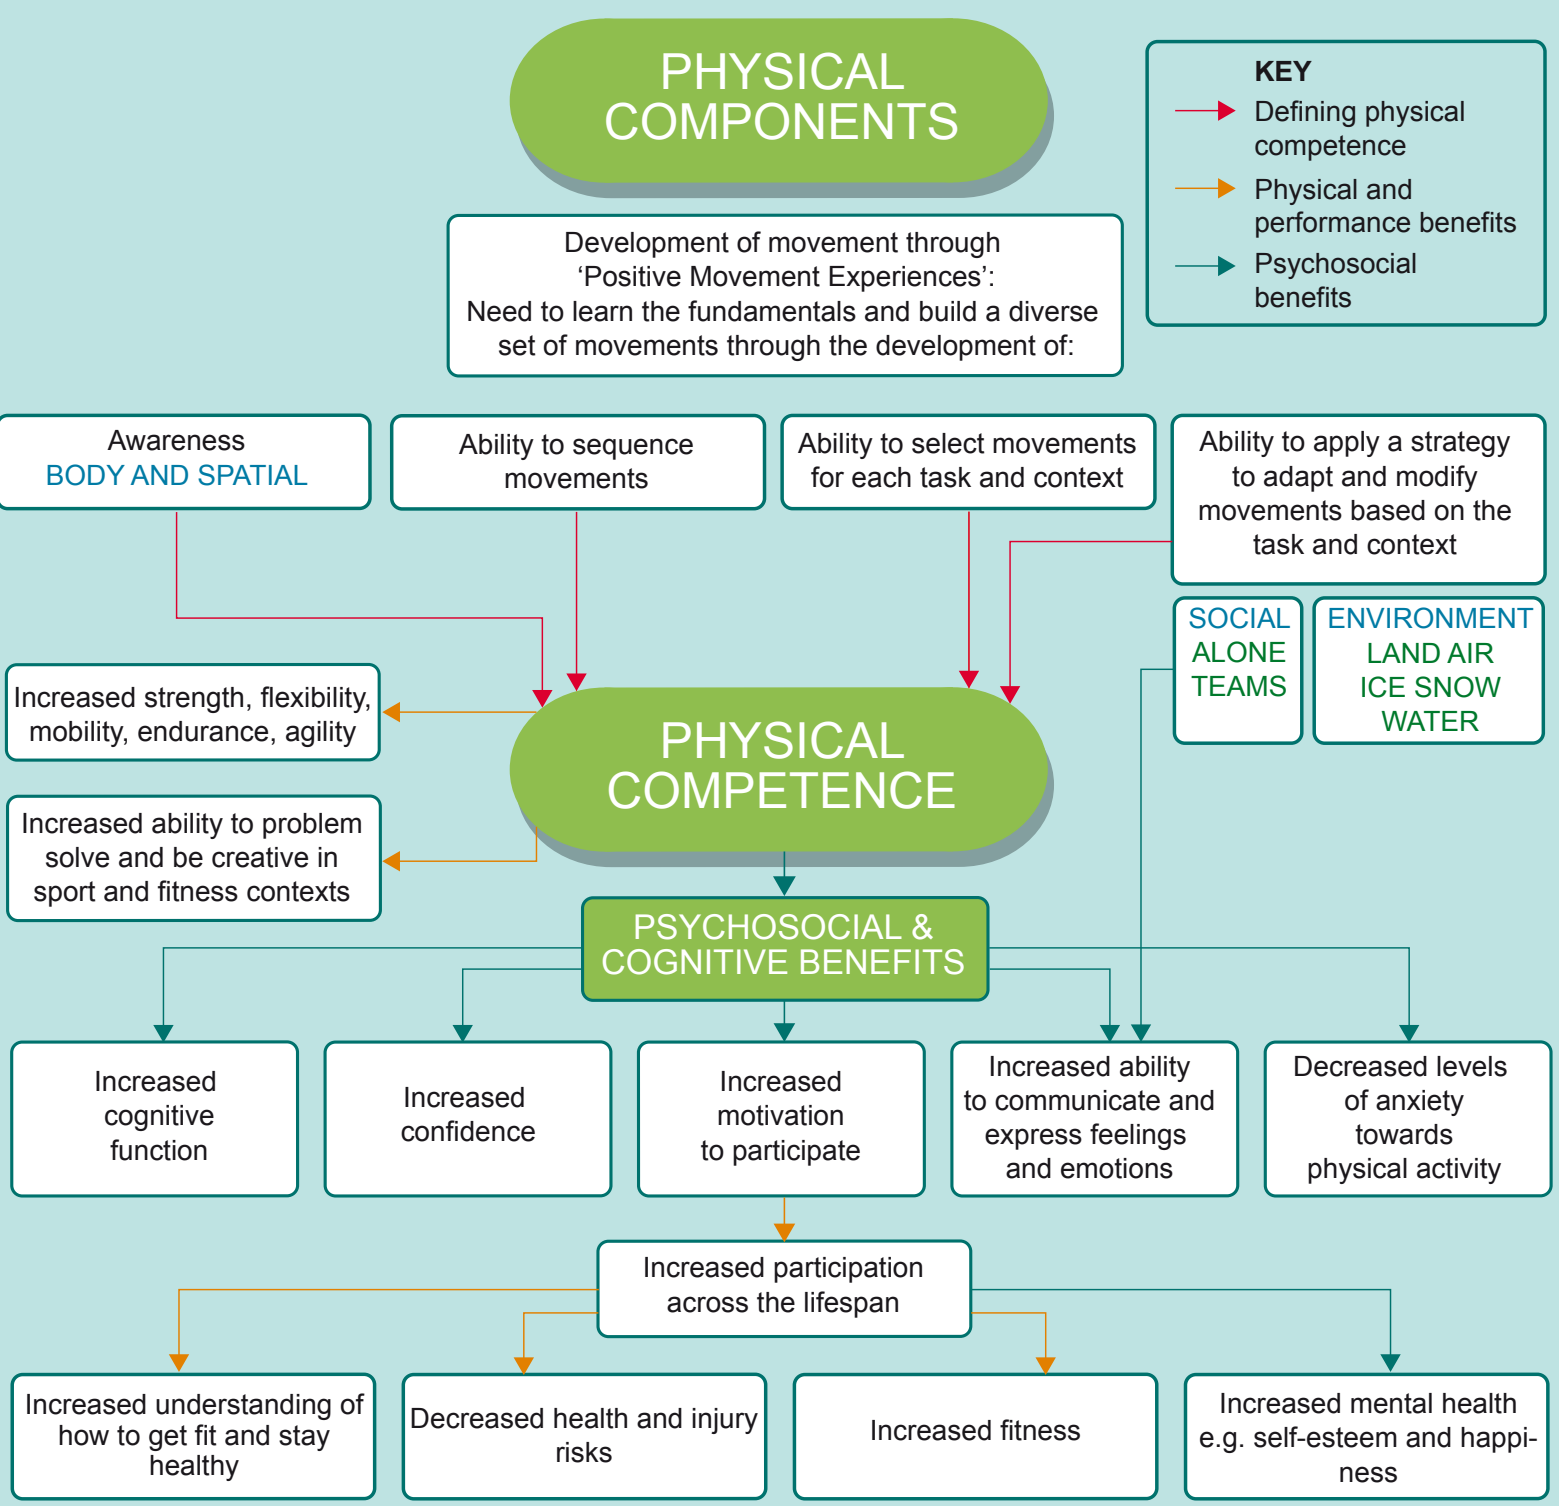 PHYSICAL
COMPONENTS
KEY
Defining physical
competence
Physical and
performance benefits
Psychosocial
benefits
Development of movement through
‘Positive Movement Experiences’:
Need to learn the fundamentals and build a diverse
set of movements through the development of:
Awareness
BODY AND SPATIAL
Ability to sequence
movements
Ability to select movements
for each task and context
Ability to apply a strategy
to adapt and modify
movements based on the
task and context
SOCIAL
ALONE
TEAMS
ENVIRONMENT
LAND AIR
ICE SNOW
WATER
Increased strength, flexibility,
mobility, endurance, agility
PHYSICAL
COMPETENCE
Increased ability to problem
solve and be creative in
sport and fitness contexts
PSYCHOSOCIAL &
COGNITIVE BENEFITS
Increased
cognitive
function
Increased
confidence
Increased
motivation
to participate
Increased ability
to communicate and
express feelings
and emotions
Decreased levels
of anxiety
towards
physical activity
Increased participation
across the lifespan
Increased understanding of
how to get fit and stay
healthy
Decreased health and injury
risks
Increased fitness
Increased mental health
e.g. self-esteem and happi-
ness